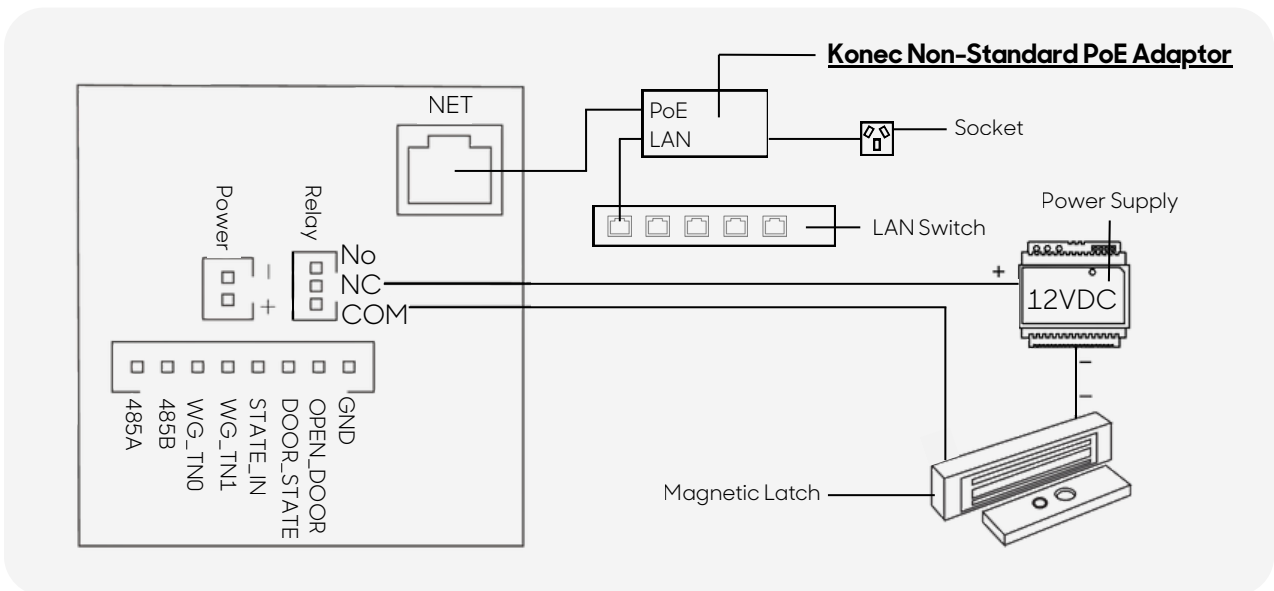 Konec Non-Standard PoE Adaptor
NET
PoE
LAN
Socket
Power Supply
LAN Switch
Power
-
+
Relay
No
NC
COM
+
12VDC
-
-
485A
485B
WG_TN0
WG_TN1
STATE_IN
DOOR_STATE
OPEN_DOOR
GND
Magnetic Latch